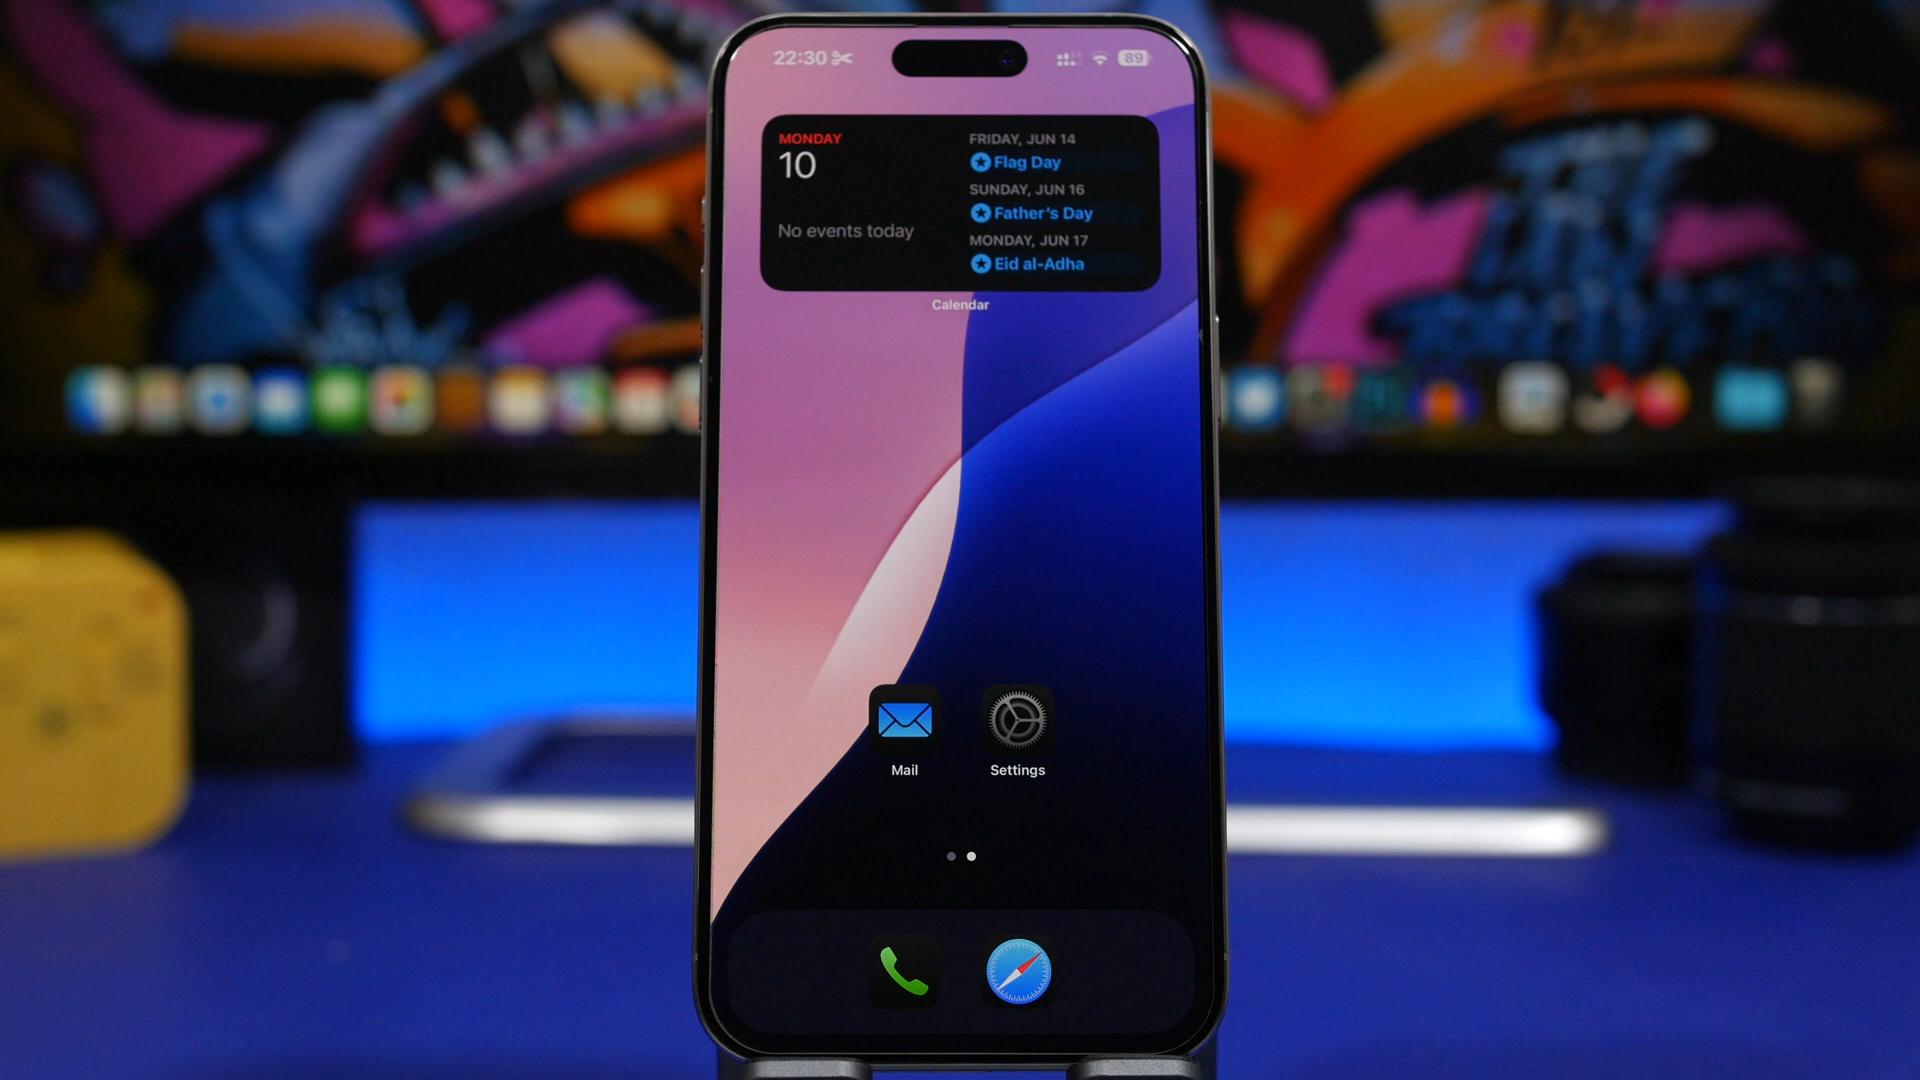 22:30
89
MONDAY
10
No events today
FRIDAY, JUN 14
Flag Day
SUNDAY, JUN 16
Father's Day
MONDAY, JUN 17
Eid al-Adha
Calendar
Mail
Settings